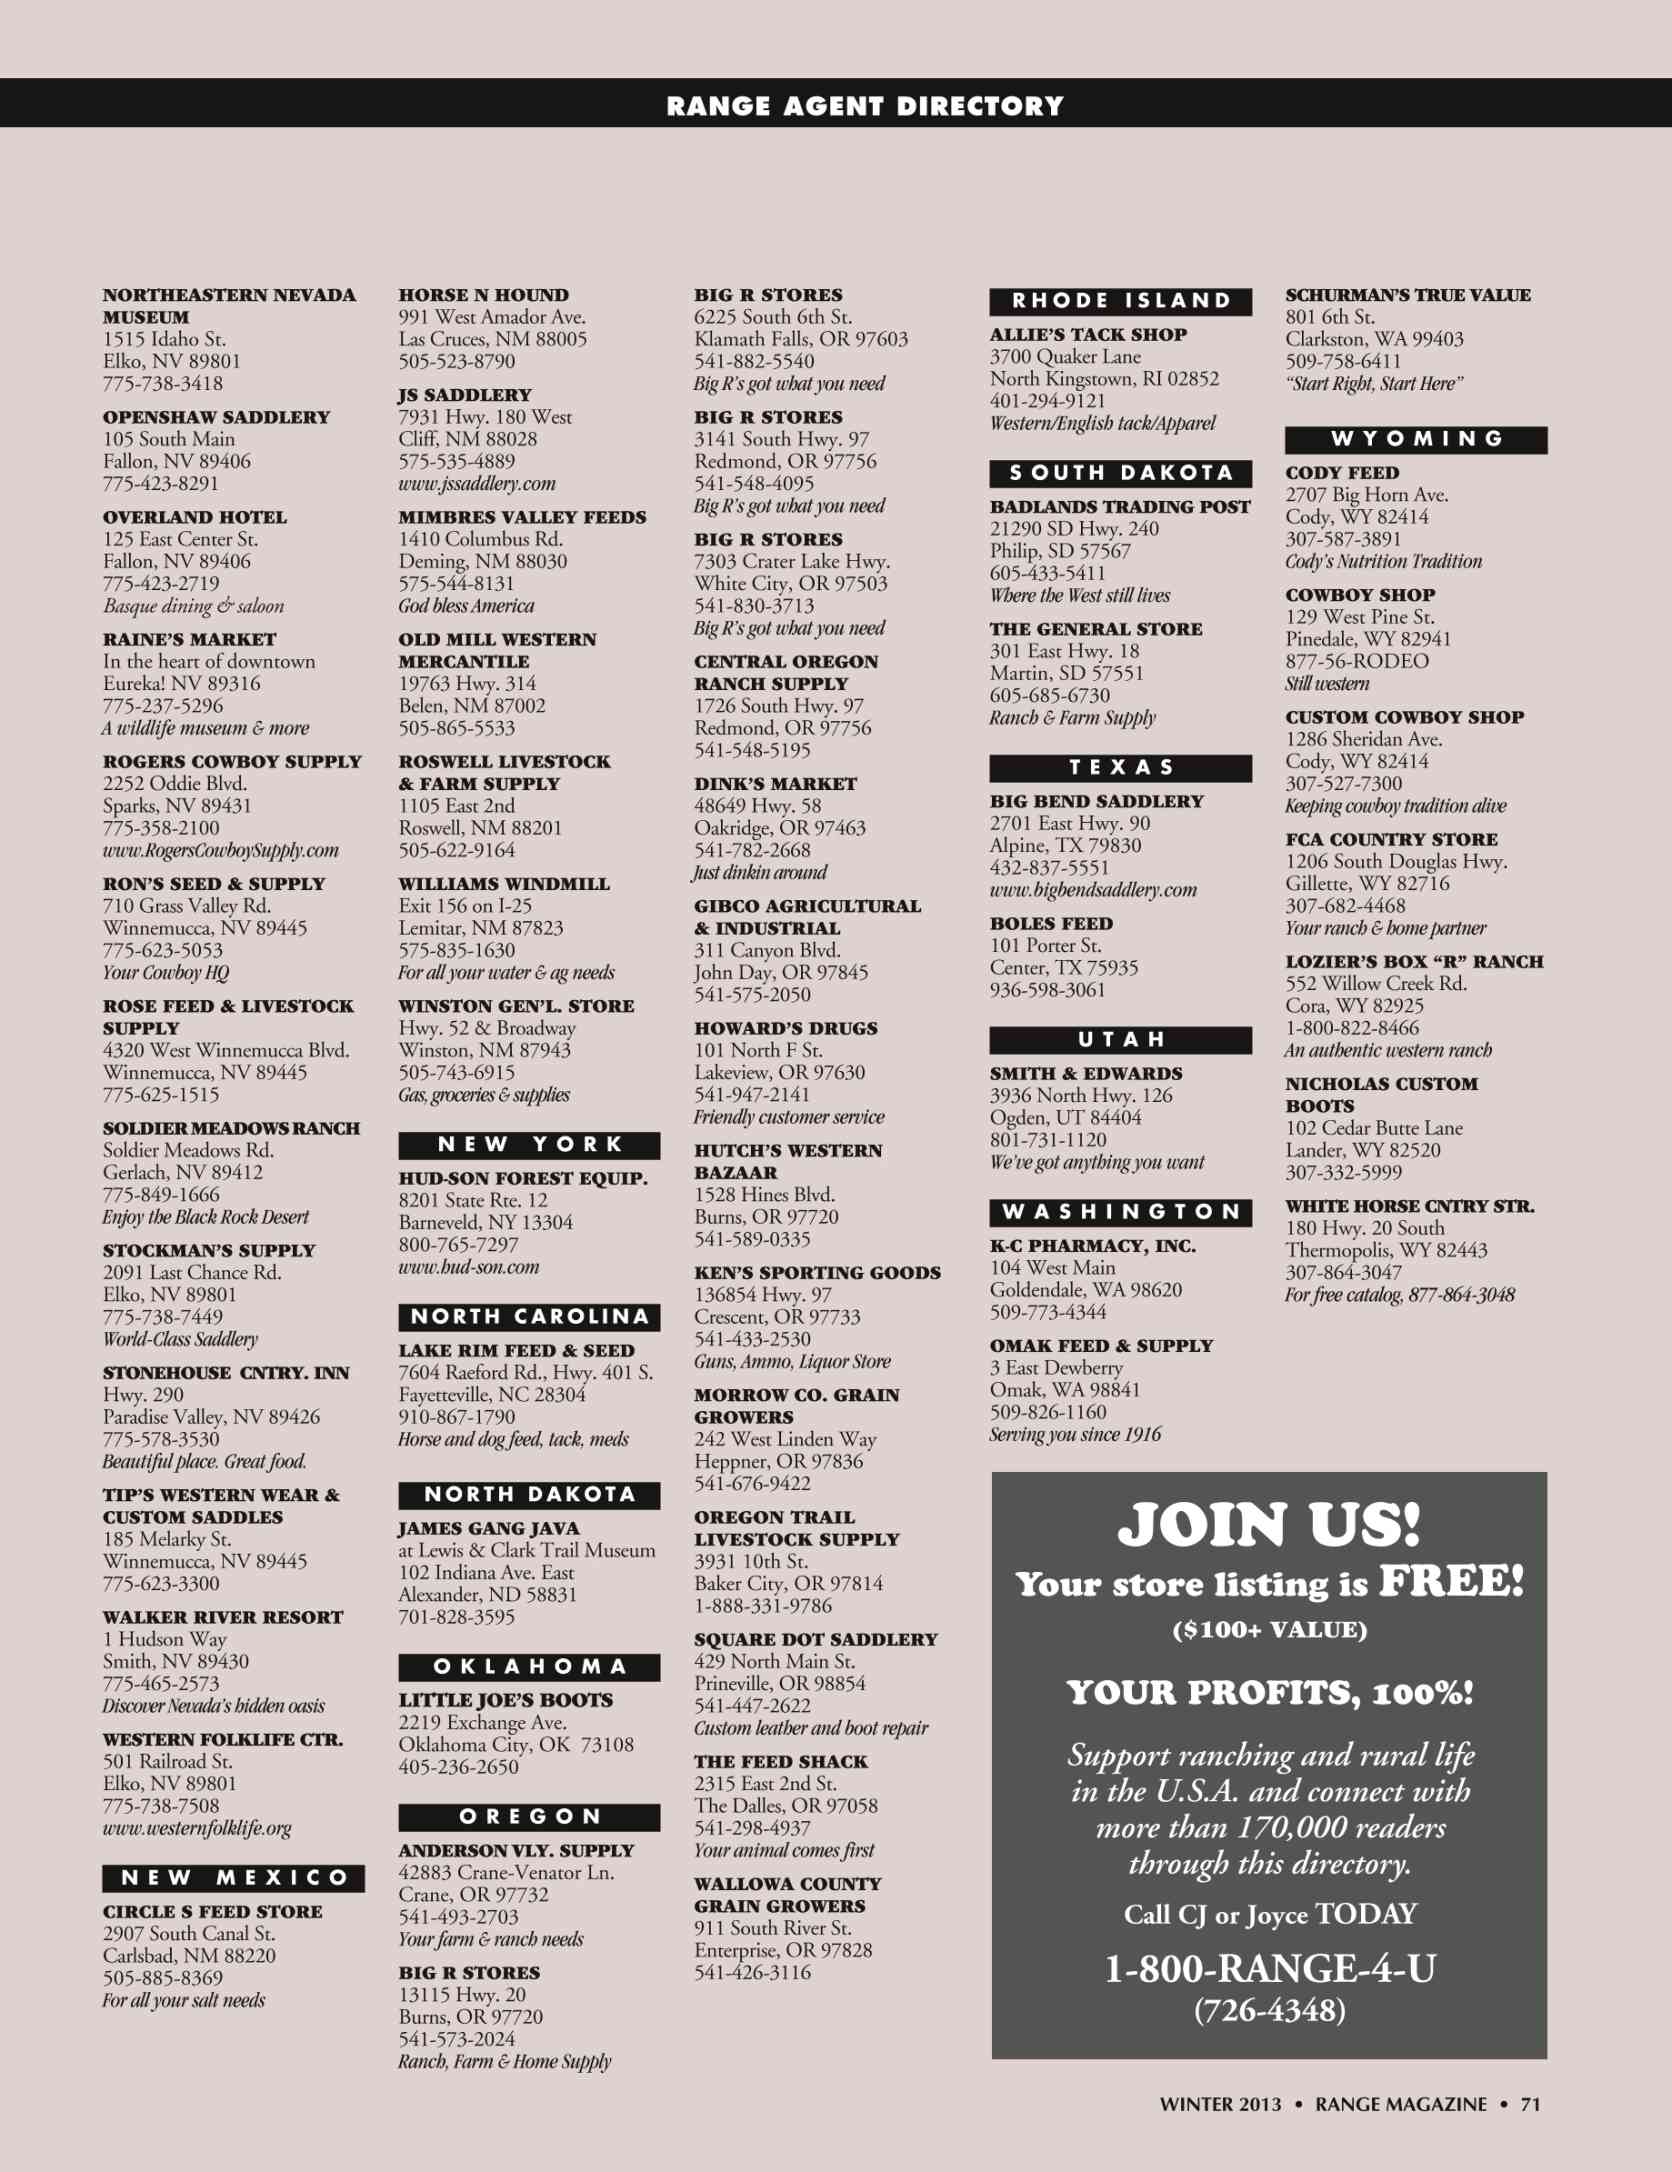 RANGE AGENT DIRECTORY
NORTHEASTERN NEVADA
MUSEUM
1515 Idaho St.
Elko, NV 89801
775-738-3418
OPENSHAW SADDLERY
105 South Main
Fallon, NV 89406
775-423-8291
OVERLAND HOTEL
125 East Center St.
Fallon, NV 89406
775-423-2719
Basque dining & saloon
RAINE'S MARKET
In the heart of downtown
Eureka! NV 89316
775-237-5296
A wildlife museum & more
ROGERS COWBOY SUPPLY
2252 Oddie Blvd.
Sparks, NV 89431
775-358-2100
www.RogersCowboySupply.com
RON'S SEED & SUPPLY
710 Grass Valley Rd.
Winnemucca, NV 89445
775-623-5053
Your Cowboy HQ
ROSE FEED & LIVESTOCK
SUPPLY
4320 West Winnemucca Blvd.
Winnemucca, NV 89445
775-625-1515
SOLDIER MEADOWS RANCH
Soldier Meadows Rd.
Gerlach, NV 89412
775-849-1666
Enjoy the Black Rock Desert
STOCKMAN'S SUPPLY
2091 Last Chance Rd.
Elko, NV 89801
775-738-7449
World-Class Saddlery
STONEHOUSE CNTRY. INN
Hwy. 290
Paradise Valley, NV 89426
775-578-3530
Beautiful place. Great food.
TIP'S WESTERN WEAR &
CUSTOM SADDLES
185 Melarky St.
Winnemucca, NV 89445
775-623-3300
WALKER RIVER RESORT
1 Hudson Way
Smith, NV 89430
775-465-2573
Discover Nevada's hidden oasis
WESTERN FOLKLIFE CTR.
501 Railroad St.
Elko, NV 89801
775-738-7508
www.westernfolklife.org
NEW MEXICO
CIRCLE S FEED STORE
2907 South Canal St.
Carlsbad, NM 88220
505-885-8369
For all your salt needs
HORSE N HOUND
991 West Amador Ave.
Las Cruces, NM 88005
505-523-8790
JS SADDLERY
7931 Hwy. 180 West
Cliff, NM 88028
575-535-4889
www.jssaddlery.com
MIMBRES VALLEY FEEDS
1410 Columbus Rd.
Deming, NM 88030
575-544-8131
God bless America
OLD MILL WESTERN
MERCANTILE
19763 Hwy. 314
Belen, NM 87002
505-865-5533
ROSWELL LIVESTOCK
& FARM SUPPLY
1105 East 2nd
Roswell, NM 88201
505-622-9164
WILLIAMS WINDMILL
Exit 156 on I-25
Lemitar, NM 87823
575-835-1630
For all your water & ag needs
WINSTON GEN'L. STORE
Hwy. 52 & Broadway
Winston, NM 87943
505-743-6915
Gas, groceries & supplies
NEW YORK
HUD-SON FOREST EQUIP.
8201 State Rte. 12
Barneveld, NY 13304
800-765-7297
www.hud-son.com
NORTH CAROLINA
LAKE RIM FEED & SEED
7604 Raeford Rd., Hwy. 401 S.
Fayetteville, NC 28304
910-867-1790
Horse and dog feed, tack, meds
NORTH DAKOTA
JAMES GANG JAVA
at Lewis & Clark Trail Museum
102 Indiana Ave. East
Alexander, ND 58831
701-828-3595
OKLAHOMA
LITTLE JOE'S BOOTS
2219 Exchange Ave.
Oklahoma City, OK 73108
405-236-2650
OREGON
ANDERSON VLY. SUPPLY
42883 Crane-Venator Ln.
Crane, OR 97732
541-493-2703
Your farm & ranch needs
BIG R STORES
13115 Hwy. 20
Burns, OR 97720
541-573-2024
Ranch, Farm & Home Supply
BIG R STORES
6225 South 6th St.
Klamath Falls, OR 97603
541-882-5540
Big R's got what you need
BIG R STORES
3141 South Hwy. 97
Redmond, OR 97756
541-548-4095
Big R's got what you need
BIG R STORES
7303 Crater Lake Hwy.
White City, OR 97503
541-830-3713
Big R's got what you need
CENTRAL OREGON
RANCH SUPPLY
1726 South Hwy. 97
Redmond, OR 97756
541-548-5195
DINK'S MARKET
48649 Hwy. 58
Oakridge, OR 97463
541-782-2668
Just dinkin around
GIBCO AGRICULTURAL
& INDUSTRIAL
311 Canyon Blvd.
John Day, OR 97845
541-575-2050
HOWARD'S DRUGS
101 North F St.
Lakeview, OR 97630
541-947-2141
Friendly customer service
HUTCH'S WESTERN
BAZAAR
1528 Hines Blvd.
Burns, OR 97720
541-589-0335
KEN'S SPORTING GOODS
136854 Hwy. 97
Crescent, OR 97733
541-433-2530
Guns, Ammo, Liquor Store
MORROW CO. GRAIN
GROWERS
242 West Linden Way
Heppner, OR 97836
541-676-9422
OREGON TRAIL
LIVESTOCK SUPPLY
3931 10th St.
Baker City, OR 97814
1-888-331-9786
SQUARE DOT SADDLERY
429 North Main St.
Prineville, OR 98854
541-447-2622
Custom leather and boot repair
THE FEED SHACK
2315 East 2nd St.
The Dalles, OR 97058
541-298-4937
Your animal comes first
WALLOWA COUNTY
GRAIN GROWERS
911 South River St.
Enterprise, OR 97828
541-426-3116
RHODE ISLAND
ALLIE'S TACK SHOP
3700 Quaker Lane
North Kingstown, RI 02852
401-294-9121
Western/English tack/Apparel
SOUTH DAKOTA
BADLANDS TRADING POST
21290 SD Hwy. 240
Philip, SD 57567
605-433-5411
Where the West still lives
THE GENERAL STORE
301 East Hwy. 18
Martin, SD 57551
605-685-6730
Ranch & Farm Supply
TEXAS
BIG BEND SADDLERY
2701 East Hwy. 90
Alpine, TX 79830
432-837-5551
www.bigbendsaddlery.com
BOLES FEED
101 Porter St.
Center, TX 75935
936-598-3061
UTAH
SMITH & EDWARDS
3936 North Hwy. 126
Ogden, UT 84404
801-731-1120
We've got anything you want
WASHINGTON
K-C PHARMACY, INC.
104 West Main
Goldendale, WA 98620
509-773-4344
OMAK FEED & SUPPLY
3 East Dewberry
Omak, WA 98841
509-826-1160
Serving you since 1916
SCHURMAN'S TRUE VALUE
801 6th St.
Clarkston, WA 99403
509-758-6411
“Start Right, Start Here”
WYOMING
CODY FEED
2707 Big Horn Ave.
Cody, WY 82414
307-587-3891
Cody's Nutrition Tradition
COWBOY SHOP
129 West Pine St.
Pinedale, WY 82941
877-56-RODEO
Still western
CUSTOM COWBOY SHOP
1286 Sheridan Ave.
Cody, WY 82414
307-527-7300
Keeping cowboy tradition alive
FCA COUNTRY STORE
1206 South Douglas Hwy.
Gillette, WY 82716
307-682-4468
Your ranch & home partner
LOZIER'S BOX “R” RANCH
552 Willow Creek Rd.
Cora, WY 82925
1-800-822-8466
An authentic western ranch
NICHOLAS CUSTOM
BOOTS
102 Cedar Butte Lane
Lander, WY 82520
307-332-5999
WHITE HORSE CNTRY STR.
180 Hwy. 20 South
Thermopolis, WY 82443
307-864-3047
For free catalog, 877-864-3048
JOIN US!
Your store listing is FREE!
($100+ VALUE)
YOUR PROFITS, 100%!
Support ranching and rural life
in the U.S.A. and connect with
more than 170,000 readers
through this directory.
Call CJ or Joyce TODAY
1-800-RANGE-4-U
(726-4348)
WINTER 2013 • RANGE MAGAZINE • 71